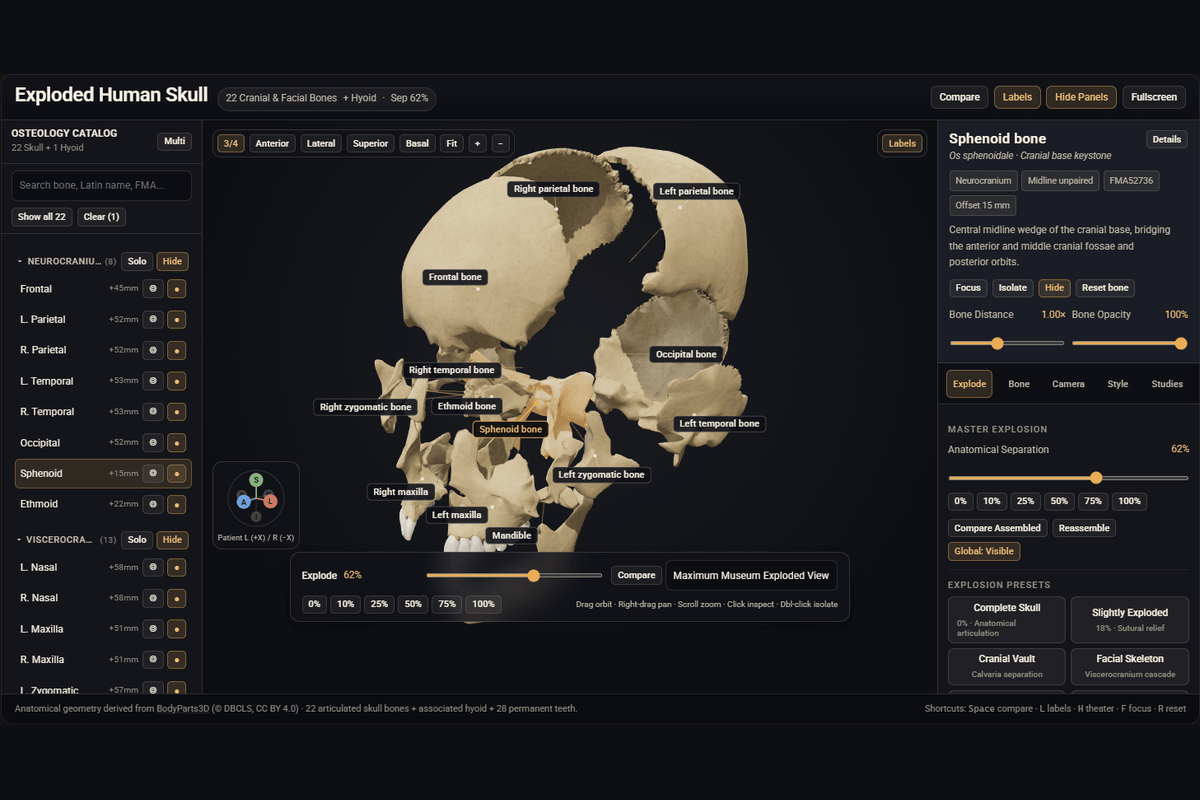 Exploded Human Skull
22 Cranial & Facial Bones + Hyoid · Sep 62%
Compare
Labels
Hide Panels
Fullscreen
OSTEOLOGY CATALOG
22 Skull + 1 Hyoid
Multi
Search bone, Latin name, FMA...
Show all 22
Clear (1)
NEUROCRANIU... (8)
Solo
Hide
Frontal +45mm
L. Parietal +52mm
R. Parietal +52mm
L. Temporal +53mm
R. Temporal +53mm
Occipital +52mm
Sphenoid +15mm
Ethmoid +22mm
VISCEROCRA... (13)
Solo
Hide
L. Nasal +58mm
R. Nasal +58mm
L. Maxilla +51mm
R. Maxilla +51mm
L. Zygomatic +57mm
3/4
Anterior
Lateral
Superior
Basal
Fit
+
−
Labels
Right parietal bone
Left parietal bone
Frontal bone
Occipital bone
Right temporal bone
Right zygomatic bone
Ethmoid bone
Sphenoid bone
Left temporal bone
Left zygomatic bone
Right maxilla
Left maxilla
Mandible
S
A
L
I
Patient L (+X) / R (−X)
Explode 62%
Compare
Maximum Museum Exploded View
0%
10%
25%
50%
75%
100%
Drag orbit · Right-drag pan · Scroll zoom · Click inspect · Dbl-click isolate
Sphenoid bone
Details
Os sphenoidale · Cranial base keystone
Neurocranium
Midline unpaired
FMA52736
Offset 15 mm
Central midline wedge of the cranial base, bridging
the anterior and middle cranial fossae and
posterior orbits.
Focus
Isolate
Hide
Reset bone
Bone Distance 1.00×
Bone Opacity 100%
Explode
Bone
Camera
Style
Studies
MASTER EXPLOSION
Anatomical Separation 62%
0%
10%
25%
50%
75%
100%
Compare Assembled
Reassemble
Global: Visible
EXPLOSION PRESETS
Complete Skull
0% · Anatomical
articulation
Slightly Exploded
18% · Sutural relief
Cranial Vault
Calvaria separation
Facial Skeleton
Viscerocranium cascade
Anatomical geometry derived from BodyParts3D (© DBCLS, CC BY 4.0) · 22 articulated skull bones + associated hyoid + 28 permanent teeth.
Shortcuts: Space compare · L labels · H theater · F focus · R reset